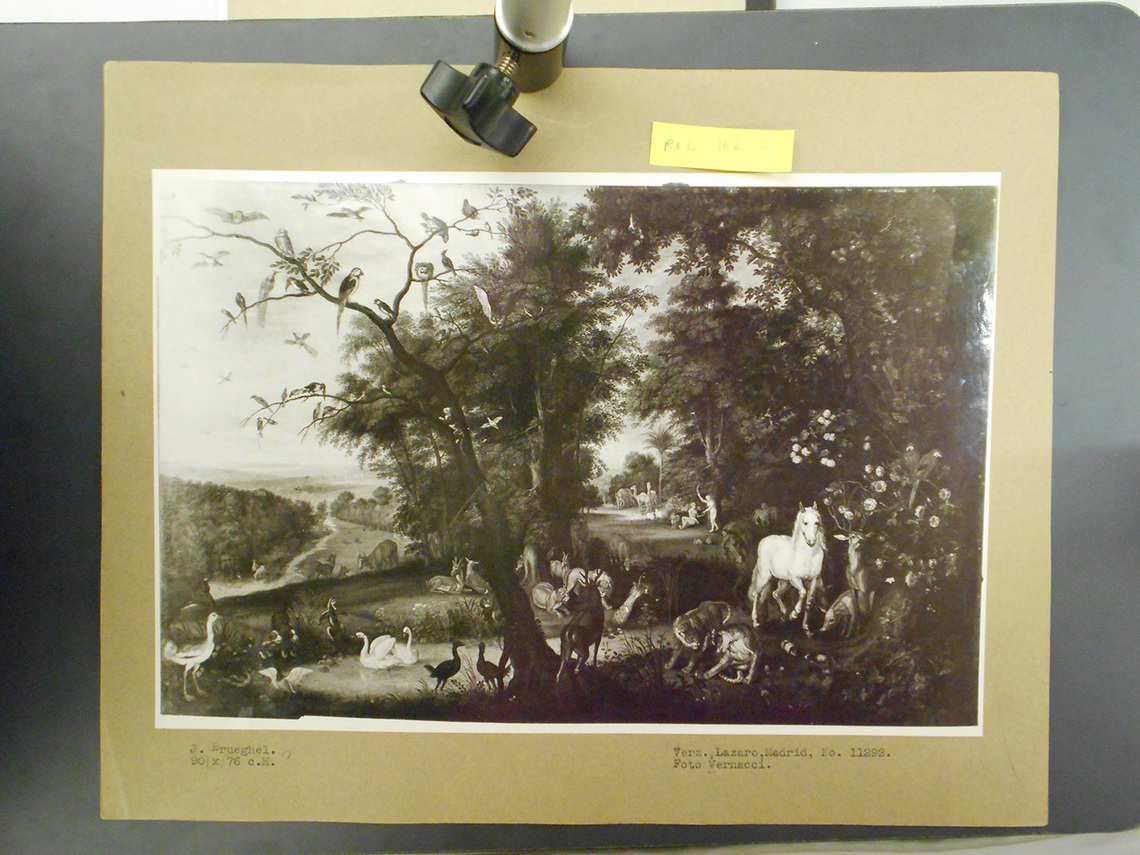 J. Brueghel.
90 x 76 c.M.
Verz. Lazaro,Madrid, No. 11292.
Foto Vernacci.